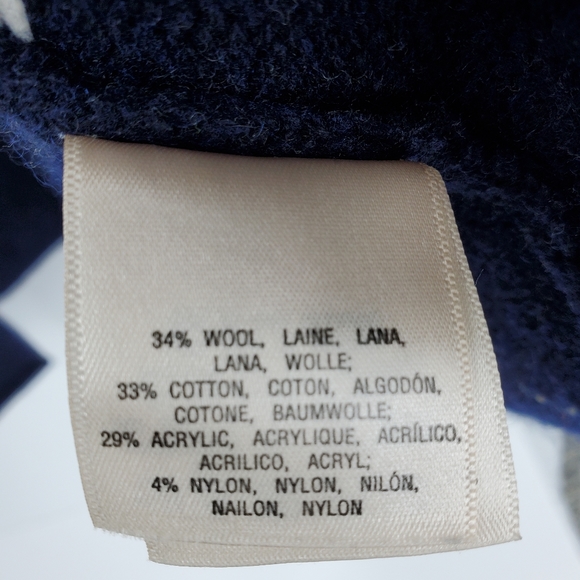 34% WOOL, LAINE, LANA,
LANA, WOLLE;
33% COTTON, COTON, ALGODÓN,
COTONE, BAUMWOLLE;
29% ACRYLIC, ACRYLIQUE, ACRÍLICO,
ACRILICO, ACRYL;
4% NYLON, NYLON, NILÓN,
NAILON, NYLON